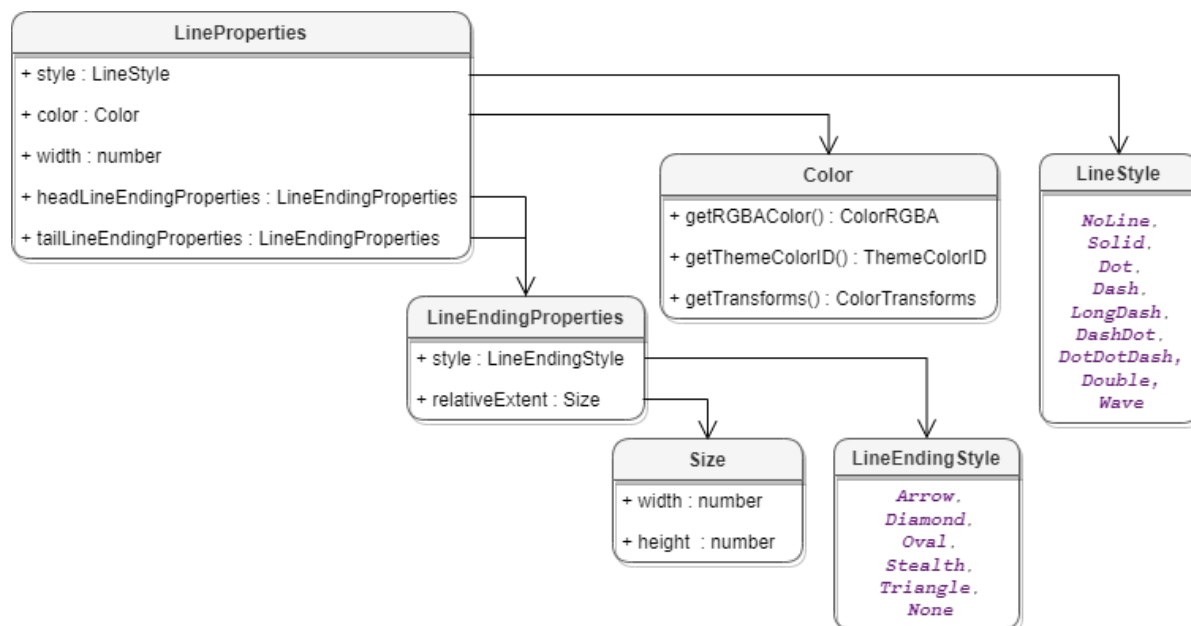 LineProperties
+ style : LineStyle
+ color : Color
+ width : number
+ headLineEndingProperties : LineEndingProperties
+ tailLineEndingProperties : LineEndingProperties
Color
+ getRGBAColor() : ColorRGBA
+ getThemeColorID() : ThemeColorID
+ getTransforms() : ColorTransforms
LineStyle
NoLine,
Solid,
Dot,
Dash,
LongDash,
DashDot,
DotDotDash,
Double,
Wave
LineEndingProperties
+ style : LineEndingStyle
+ relativeExtent : Size
Size
+ width : number
+ height : number
LineEndingStyle
Arrow,
Diamond,
Oval,
Stealth,
Triangle,
None